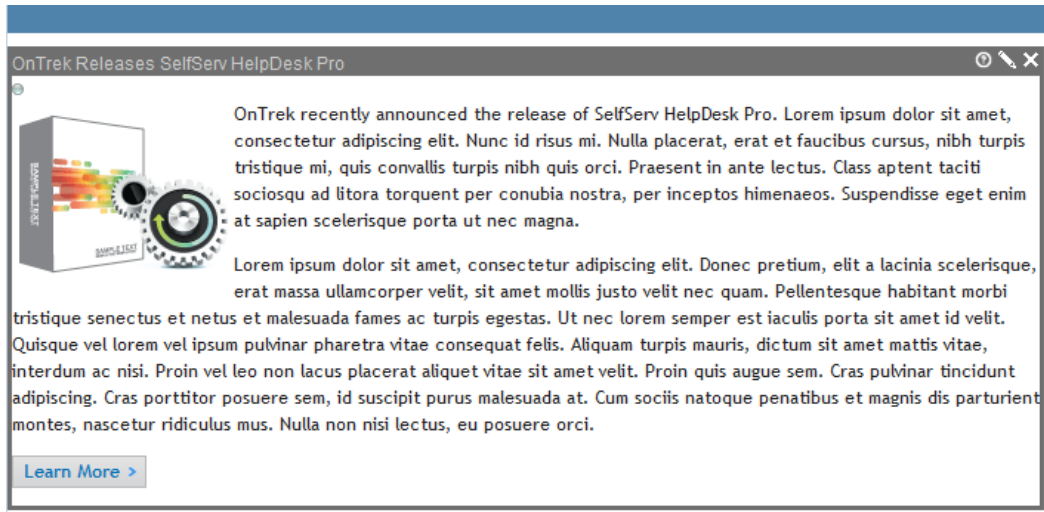 OnTrek Releases SelfServ HelpDesk Pro
OnTrek recently announced the release of SelfServ HelpDesk Pro. Lorem ipsum dolor sit amet,
consectetur adipiscing elit. Nunc id risus mi. Nulla placerat, erat et faucibus cursus, nibh turpis
tristique mi, quis convallis turpis nibh quis orci. Praesent in ante lectus. Class aptent taciti
sociosqu ad litora torquent per conubia nostra, per inceptos himenaeos. Suspendisse eget enim
at sapien scelerisque porta ut nec magna.
SAMPLE TEXT
SAMPLE TEXT
Lorem ipsum dolor sit amet, consectetur adipiscing elit. Donec pretium, elit a lacinia scelerisque,
erat massa ullamcorper velit, sit amet mollis justo velit nec quam. Pellentesque habitant morbi
tristique senectus et netus et malesuada fames ac turpis egestas. Ut nec lorem semper est iaculis porta sit amet id velit.
Quisque vel lorem vel ipsum pulvinar pharetra vitae consequat felis. Aliquam turpis mauris, dictum sit amet mattis vitae,
interdum ac nisi. Proin vel leo non lacus placerat aliquet vitae sit amet velit. Proin quis augue sem. Cras pulvinar tincidunt
adipiscing. Cras porttitor posuere sem, id suscipit purus malesuada at. Cum sociis natoque penatibus et magnis dis parturient
montes, nascetur ridiculus mus. Nulla non nisi lectus, eu posuere orci.
Learn More >